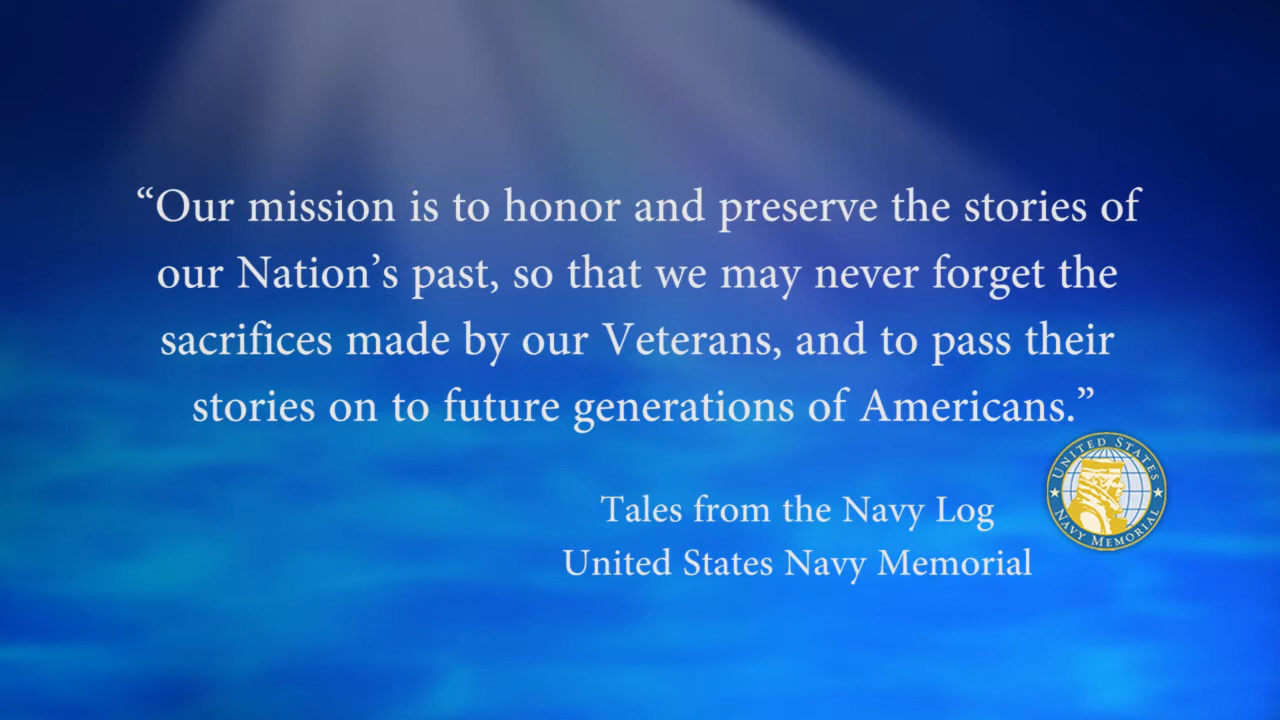 “Our mission is to honor and preserve the stories of
our Nation’s past, so that we may never forget the
sacrifices made by our Veterans, and to pass their
stories on to future generations of Americans.”
Tales from the Navy Log
United States Navy Memorial
UNITED STATES
NAVY MEMORIAL